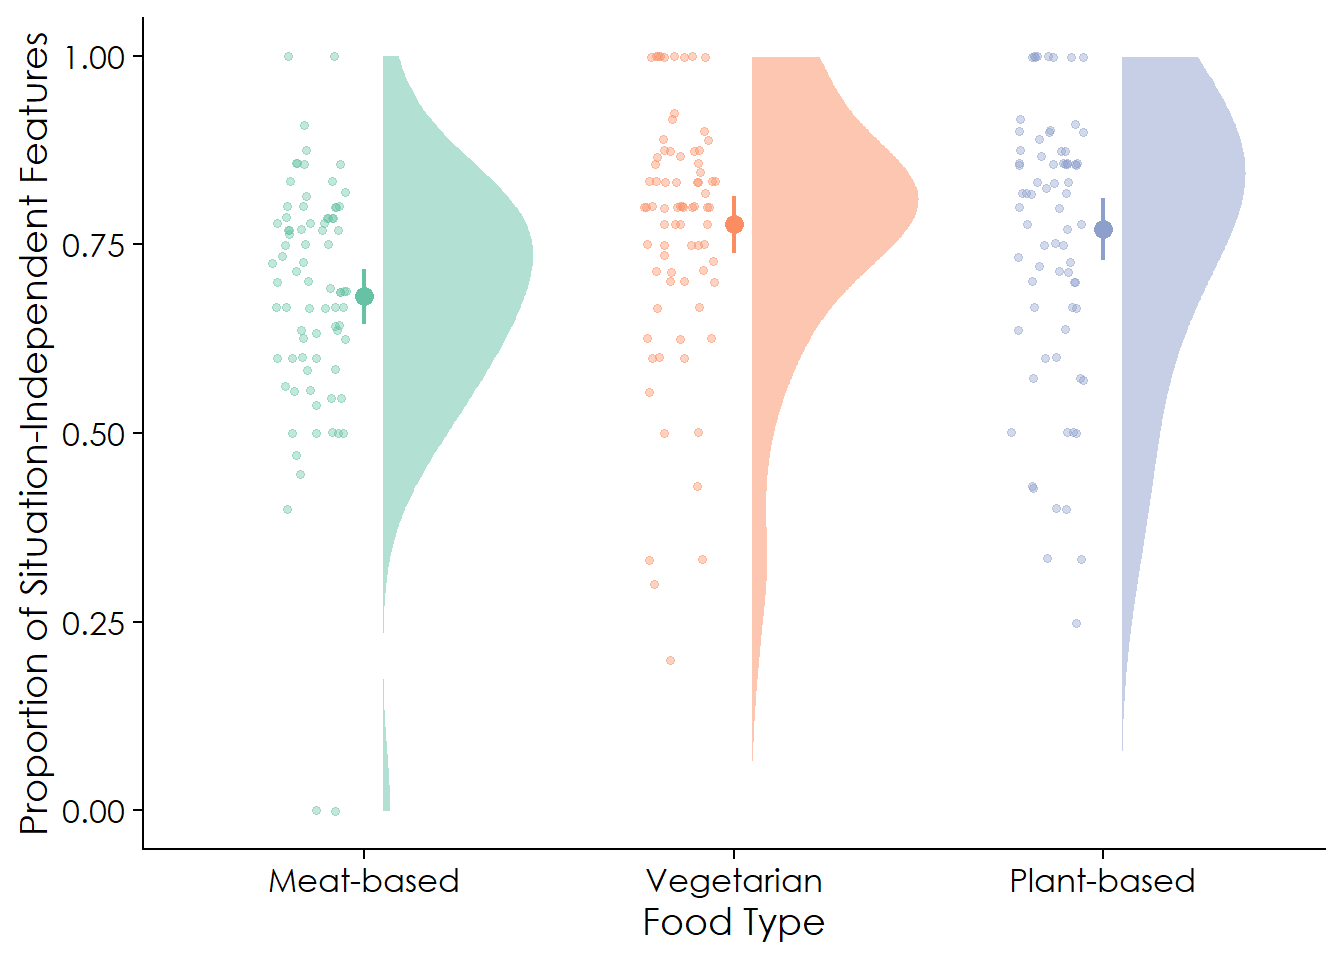 Proportion of Situation-Independent Features
1.00
0.75
0.50
0.25
0.00
Meat-based
Vegetarian
Plant-based
Food Type